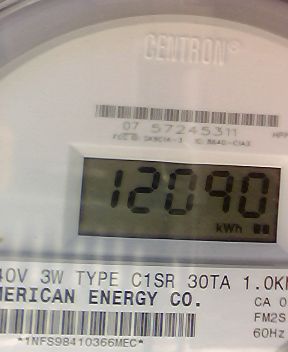 CENTRON®
07 57245311
12090
kWh
40V 3W TYPE C1SR 30TA 1.0K
MERICAN ENERGY CO.
CA 0
FM2S
60Hz
*1NFS98410366MEC*